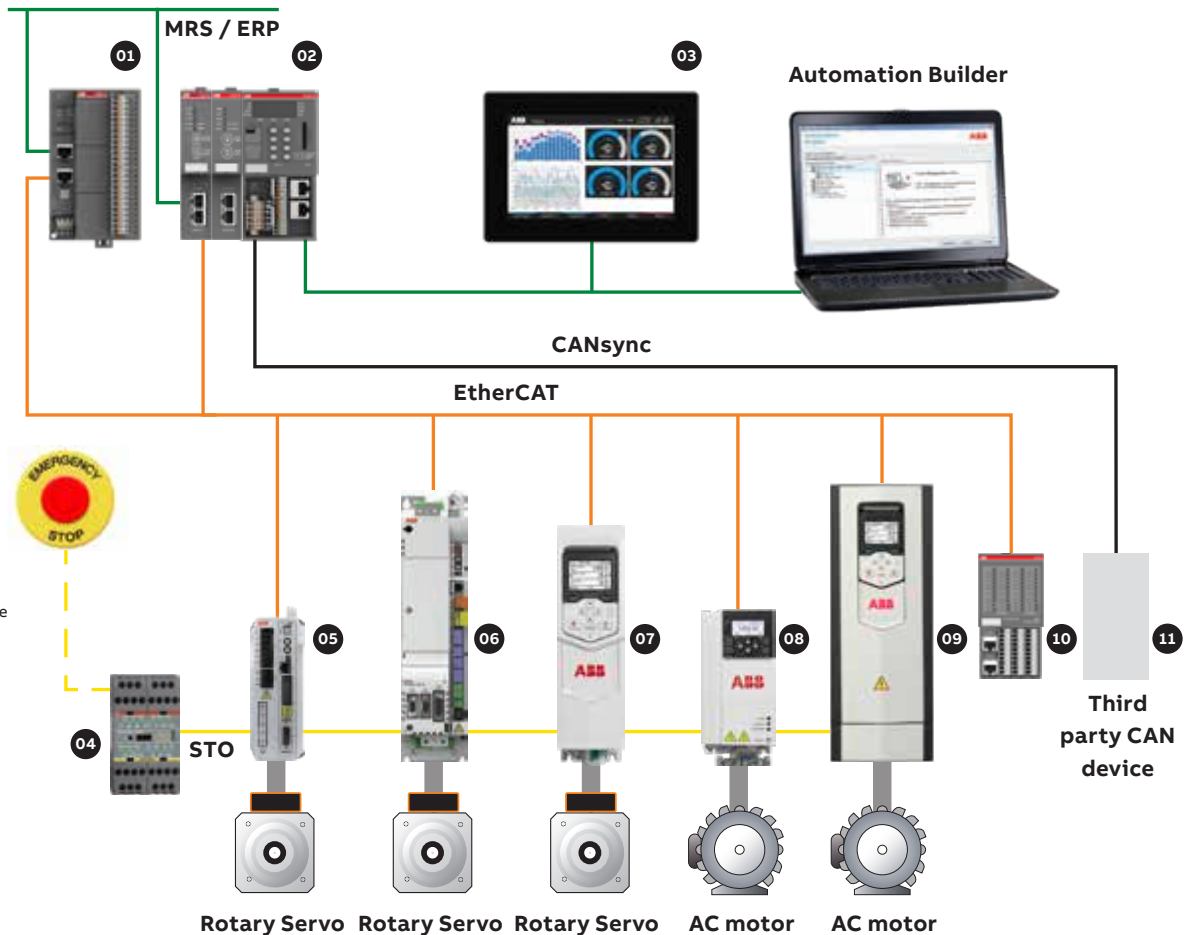 MRS / ERP
01
02
03
Automation Builder
ABB
ABB
CANsync
EtherCAT
EMERGENCY
STOP
e
05
06
07
08
09
10
11
ABB
ABB
ABB
ABB
04
STO
Third
party CAN
device
Rotary Servo
Rotary Servo
Rotary Servo
AC motor
AC motor